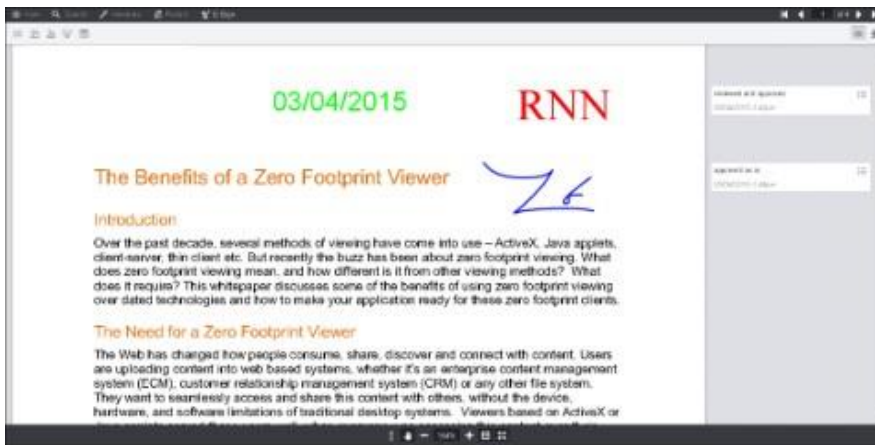 E-Sign
03/04/2015
RNN
reviewed and approved
approved as is
The Benefits of a Zero Footprint Viewer
Introduction
Over the past decade, several methods of viewing have come into use – ActiveX, Java applets,
client-server, thin client etc. But recently the buzz has been about zero footprint viewing. What
does zero footprint viewing mean, and how different is it from other viewing methods? What
does it require? This whitepaper discusses some of the benefits of using zero footprint viewing
over dated technologies and how to make your application ready for these zero footprint clients.
The Need for a Zero Footprint Viewer
The Web has changed how people consume, share, discover and connect with content. Users
are uploading content into web based systems, whether it's an enterprise content management
system (ECM), customer relationship management system (CRM) or any other file system.
They want to seamlessly access and share this content with others, without the device,
hardware, and software limitations of traditional desktop systems. Viewers based on ActiveX or